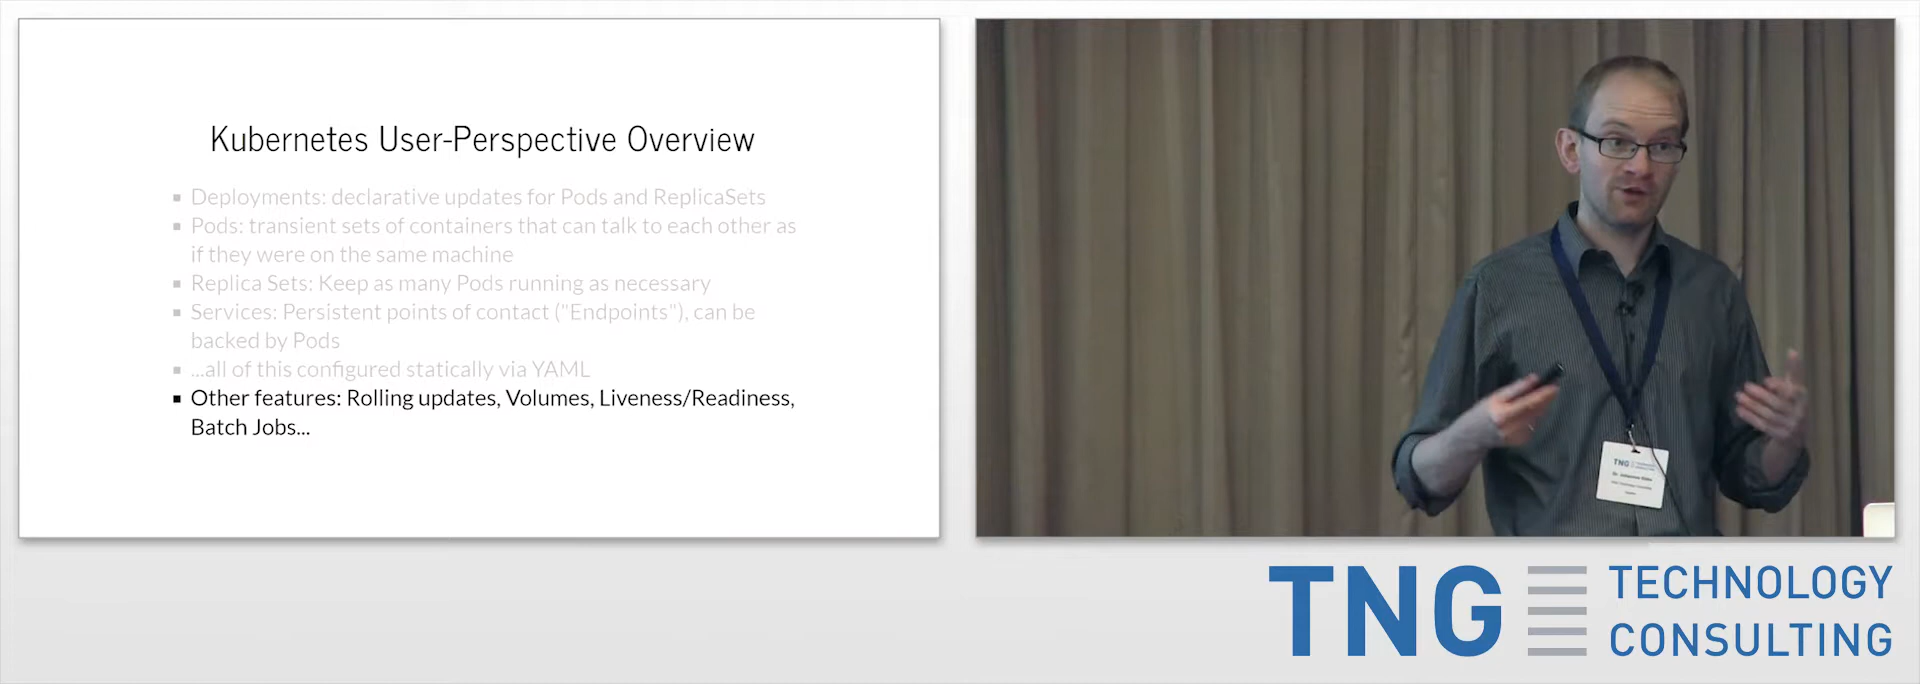 Kubernetes User-Perspective Overview
Deployments: declarative updates for Pods and ReplicaSets
Pods: transient sets of containers that can talk to each other as
if they were on the same machine
Replica Sets: Keep as many Pods running as necessary
Services: Persistent points of contact ("Endpoints"), can be
backed by Pods
...all of this configured statically via YAML
Other features: Rolling updates, Volumes, Liveness/Readiness,
Batch Jobs...
TNG
TNG TECHNOLOGY
CONSULTING